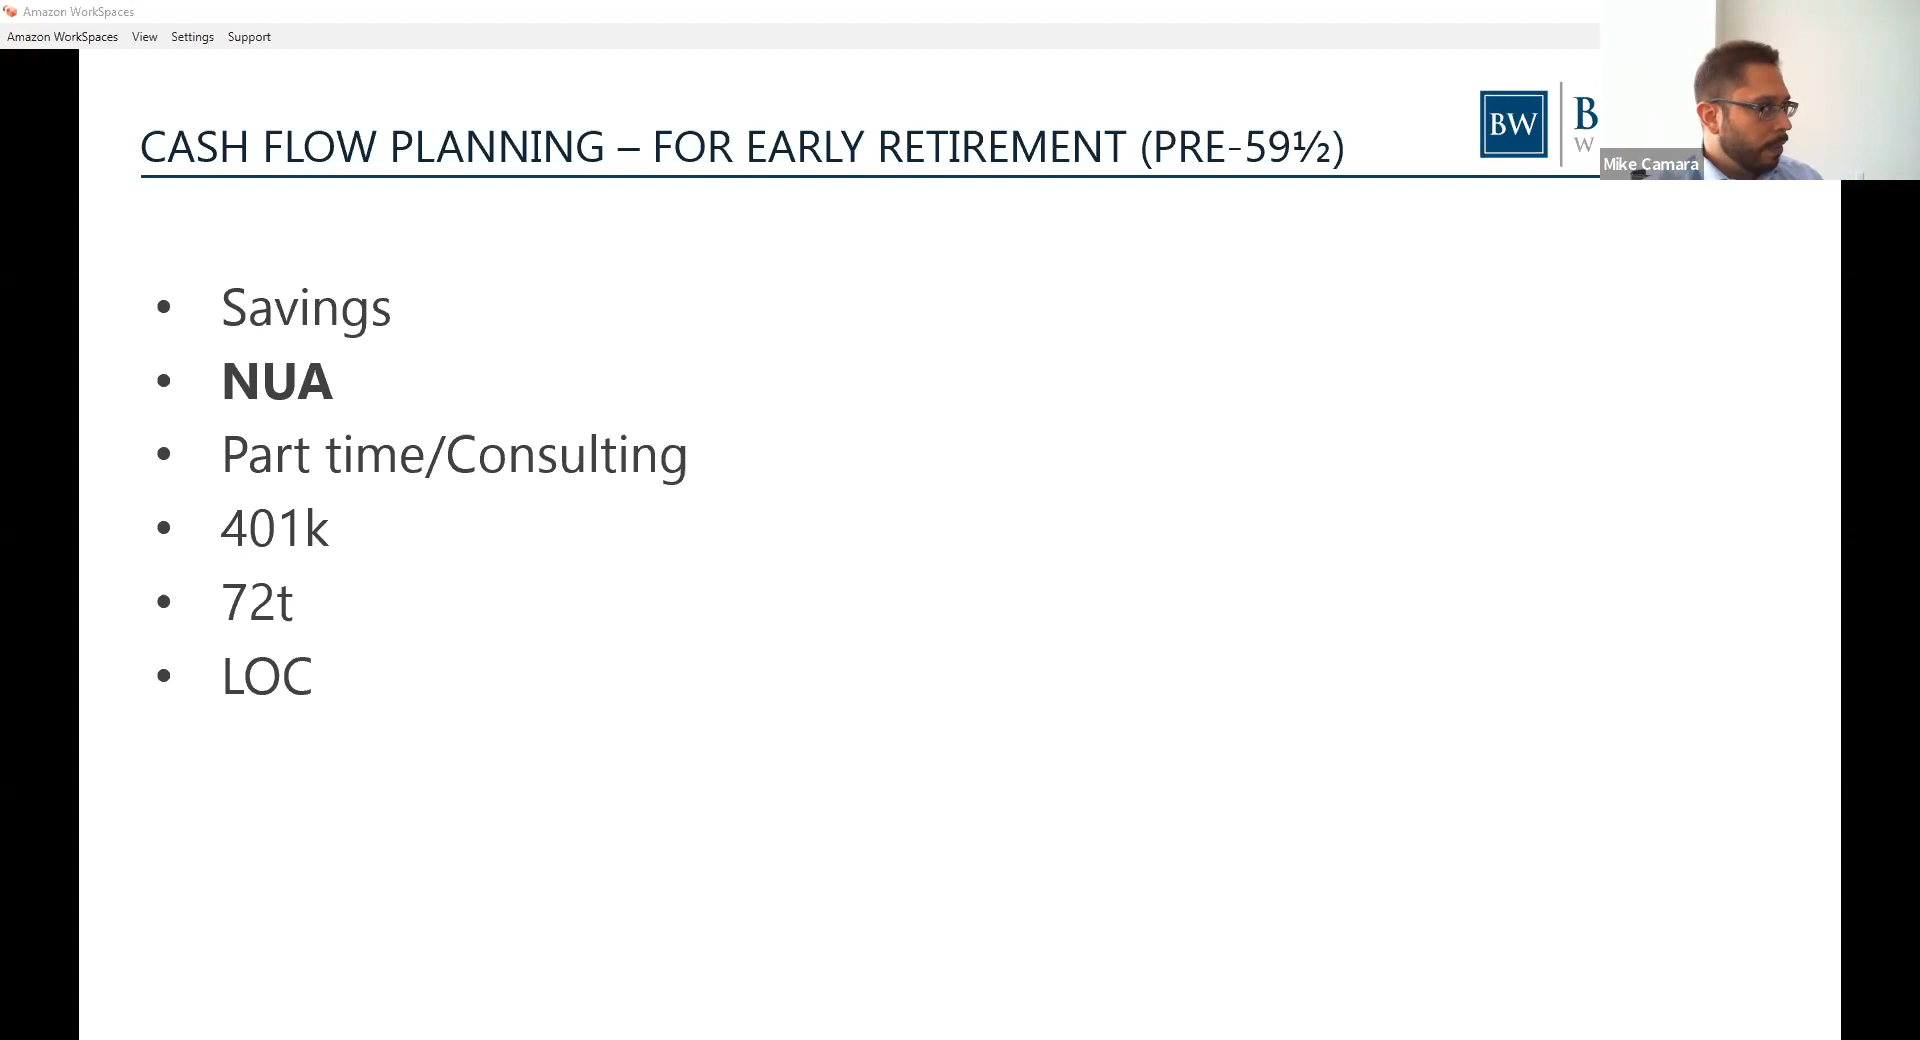 Amazon WorkSpaces
Amazon WorkSpaces View Settings Support
CASH FLOW PLANNING – FOR EARLY RETIREMENT (PRE-59½)
BW
B
W
Mike Camara
• Savings
• NUA
• Part time/Consulting
• 401k
• 72t
• LOC